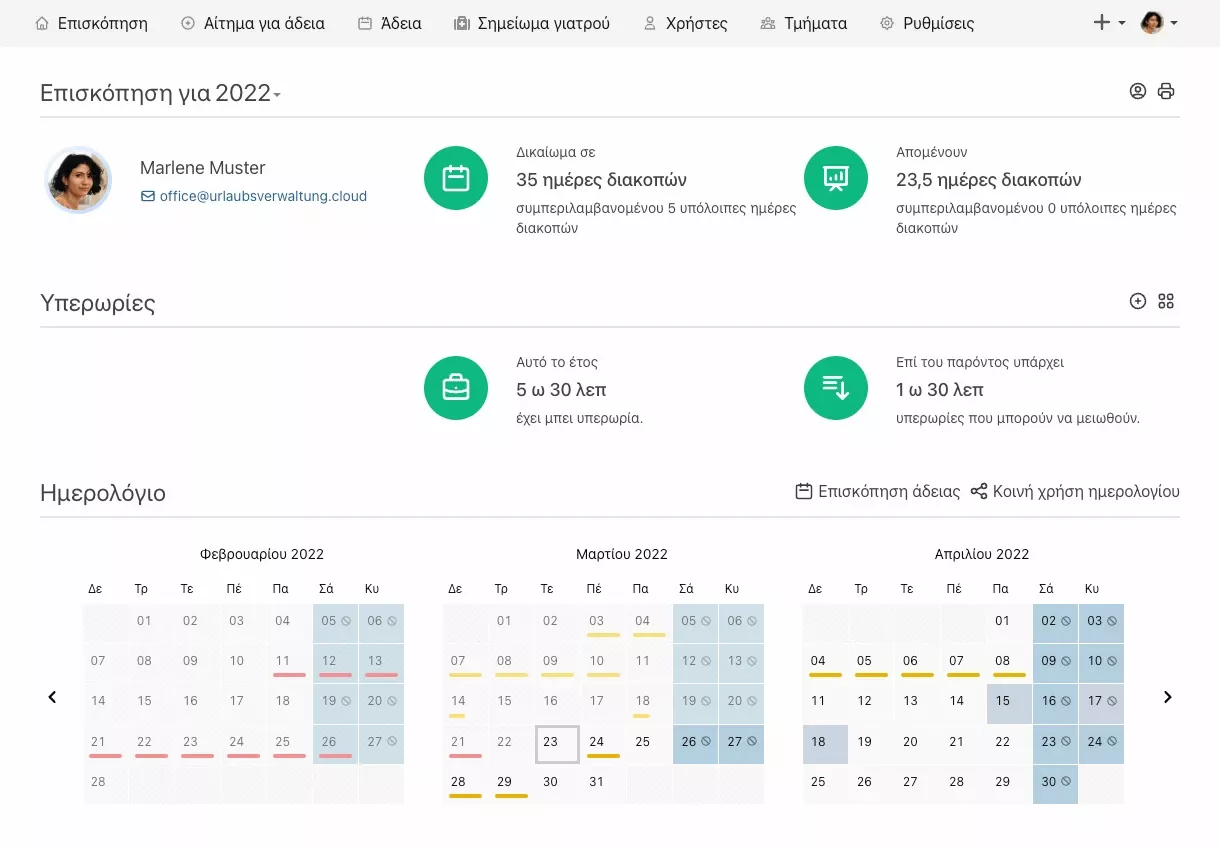 Επισκόπηση Αίτημα για άδεια Άδεια Σημείωμα γιατρού Χρήστες Τμήματα Ρυθμίσεις
Επισκόπηση για 2022
Marlene Muster
office@urlaubsverwaltung.cloud
Δικαίωμα σε
35 ημέρες διακοπών
συμπεριλαμβανομένου 5 υπόλοιπες ημέρες
διακοπών
Απομένουν
23,5 ημέρες διακοπών
συμπεριλαμβανομένου 0 υπόλοιπες ημέρες
διακοπών
Υπερωρίες
Αυτό το έτος
5 ω 30 λεπ
έχει μπει υπερωρία.
Επί του παρόντος υπάρχει
1 ω 30 λεπ
υπερωρίες που μπορούν να μειωθούν.
Ημερολόγιο
Επισκόπηση άδειας Κοινή χρήση ημερολογίου
Φεβρουαρίου 2022
Δε Τρ Τε Πέ Πα Σά Κυ
01 02 03 04 05 06
07 08 09 10 11 12 13
14 15 16 17 18 19 20
21 22 23 24 25 26 27
28
Μαρτίου 2022
Δε Τρ Τε Πέ Πα Σά Κυ
01 02 03 04 05 06
07 08 09 10 11 12 13
14 15 16 17 18 19 20
21 22 23 24 25 26 27
28 29 30 31
Απριλίου 2022
Δε Τρ Τε Πέ Πα Σά Κυ
01 02 03
04 05 06 07 08 09 10
11 12 13 14 15 16 17
18 19 20 21 22 23 24
25 26 27 28 29 30